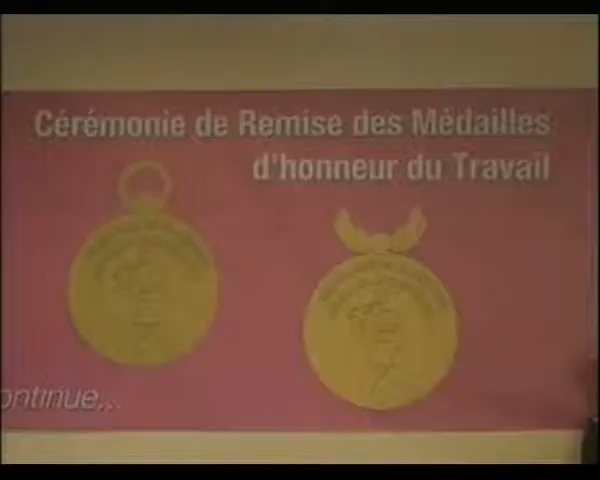 Cérémonie de Remise des Médailles
d'honneur du Travail
ontinue...